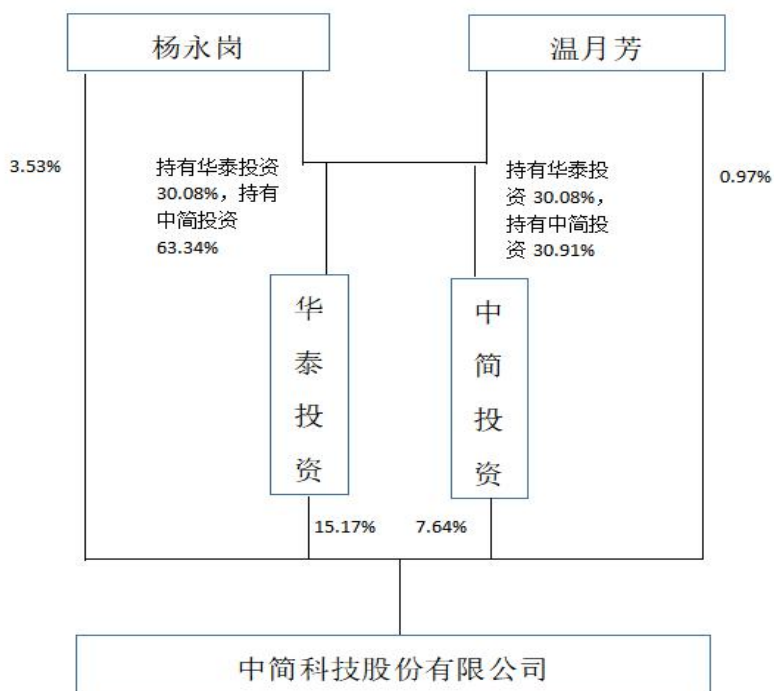 杨永岗
温月芳
3.53%
持有华泰投资
30.08%，持有
中简投资
63.34%
持有华泰投
资 30.08%，
持有中简投
资 30.91%
0.97%
华
泰
投
资
中
简
投
资
15.17%
7.64%
中简科技股份有限公司